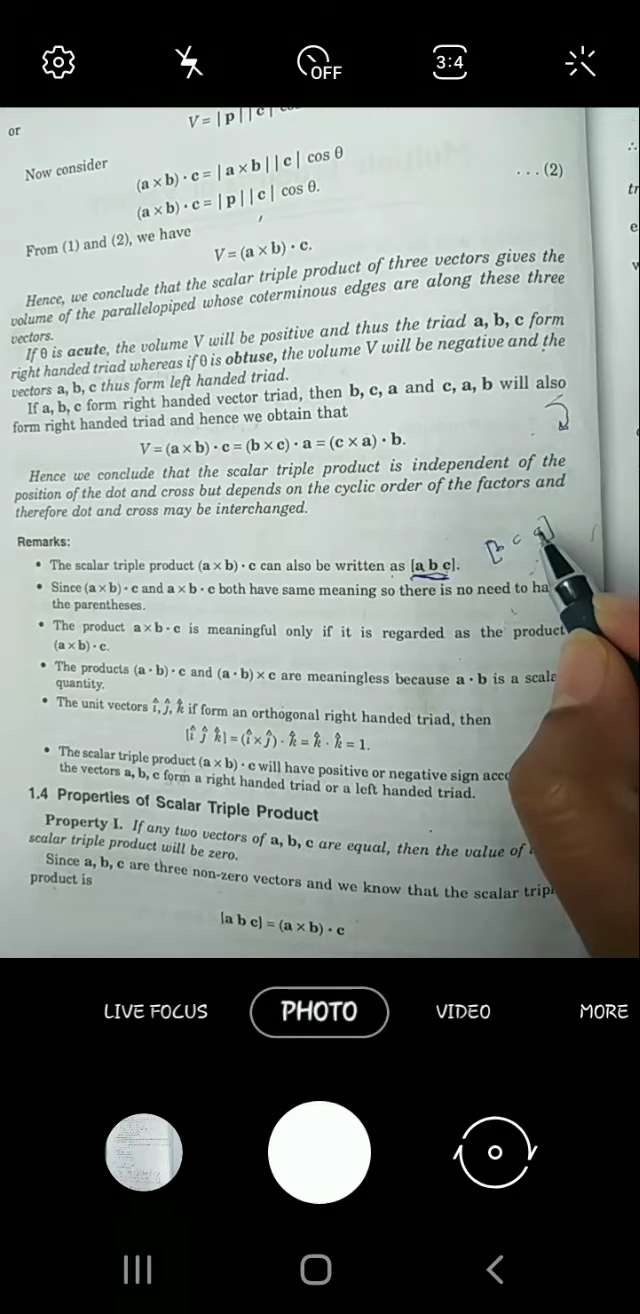 OFF
3:4
or
V = | p | | c |
Now consider
(a × b) · c = | a × b | | c | cos θ
(a × b) · c = | p | | c | cos θ.
. . . (2)
From (1) and (2), we have
V = (a × b) · c.
Hence, we conclude that the scalar triple product of three vectors gives the
volume of the parallelopiped whose coterminous edges are along these three
vectors.
If θ is acute, the volume V will be positive and thus the triad a, b, c form
right handed triad whereas if θ is obtuse, the volume V will be negative and the
vectors a, b, c thus form left handed triad.
If a, b, c form right handed vector triad, then b, c, a and c, a, b will also
form right handed triad and hence we obtain that
V = (a × b) · c = (b × c) · a = (c × a) · b.
Hence we conclude that the scalar triple product is independent of the
position of the dot and cross but depends on the cyclic order of the factors and
therefore dot and cross may be interchanged.
Remarks:
• The scalar triple product (a × b) · c can also be written as [a b c].
[b c a]
• Since (a × b) · c and a × b · c both have same meaning so there is no need to ha
the parentheses.
• The product a × b · c is meaningful only if it is regarded as the product
(a × b) · c.
• The products (a · b) · c and (a · b) × c are meaningless because a · b is a scala
quantity.
• The unit vectors î, ĵ, k̂ if form an orthogonal right handed triad, then
[î ĵ k̂] = (î × ĵ) · k̂ = k̂ · k̂ = 1.
• The scalar triple product (a × b) · c will have positive or negative sign acc
the vectors a, b, c form a right handed triad or a left handed triad.
1.4 Properties of Scalar Triple Product
Property I. If any two vectors of a, b, c are equal, then the value of
scalar triple product will be zero.
Since a, b, c are three non-zero vectors and we know that the scalar tripl
product is
[a b c] = (a × b) · c
LIVE FOCUS
PHOTO
VIDEO
MORE